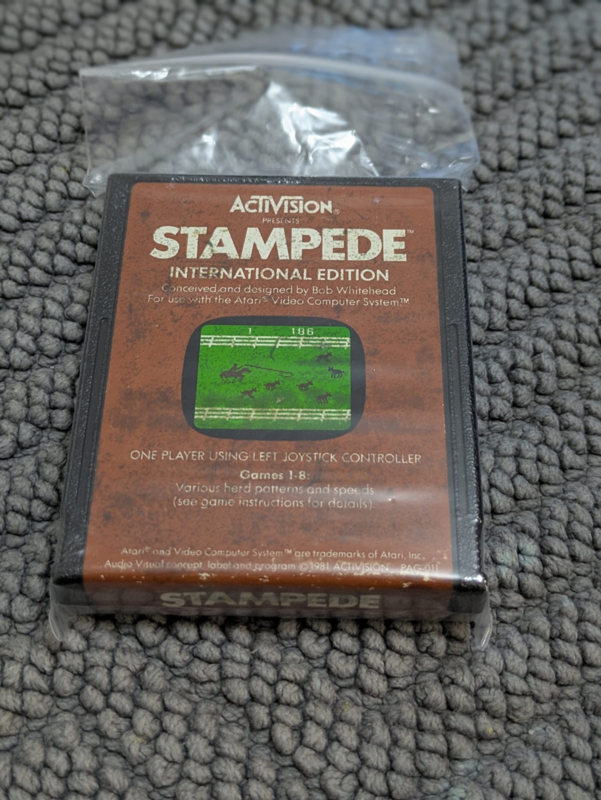 ACTIVISION®
PRESENTS
STAMPEDE™
INTERNATIONAL EDITION
Conceived and designed by Bob Whitehead
For use with the Atari® Video Computer System™
1 186
ONE PLAYER USING LEFT JOYSTICK CONTROLLER
Games 1-8:
Various herd patterns and speeds
(see game instructions for details).
Atari® and Video Computer System™ are trademarks of Atari, Inc.
Audio Visual concept, label and program ©1981 ACTIVISION
STAMPEDE